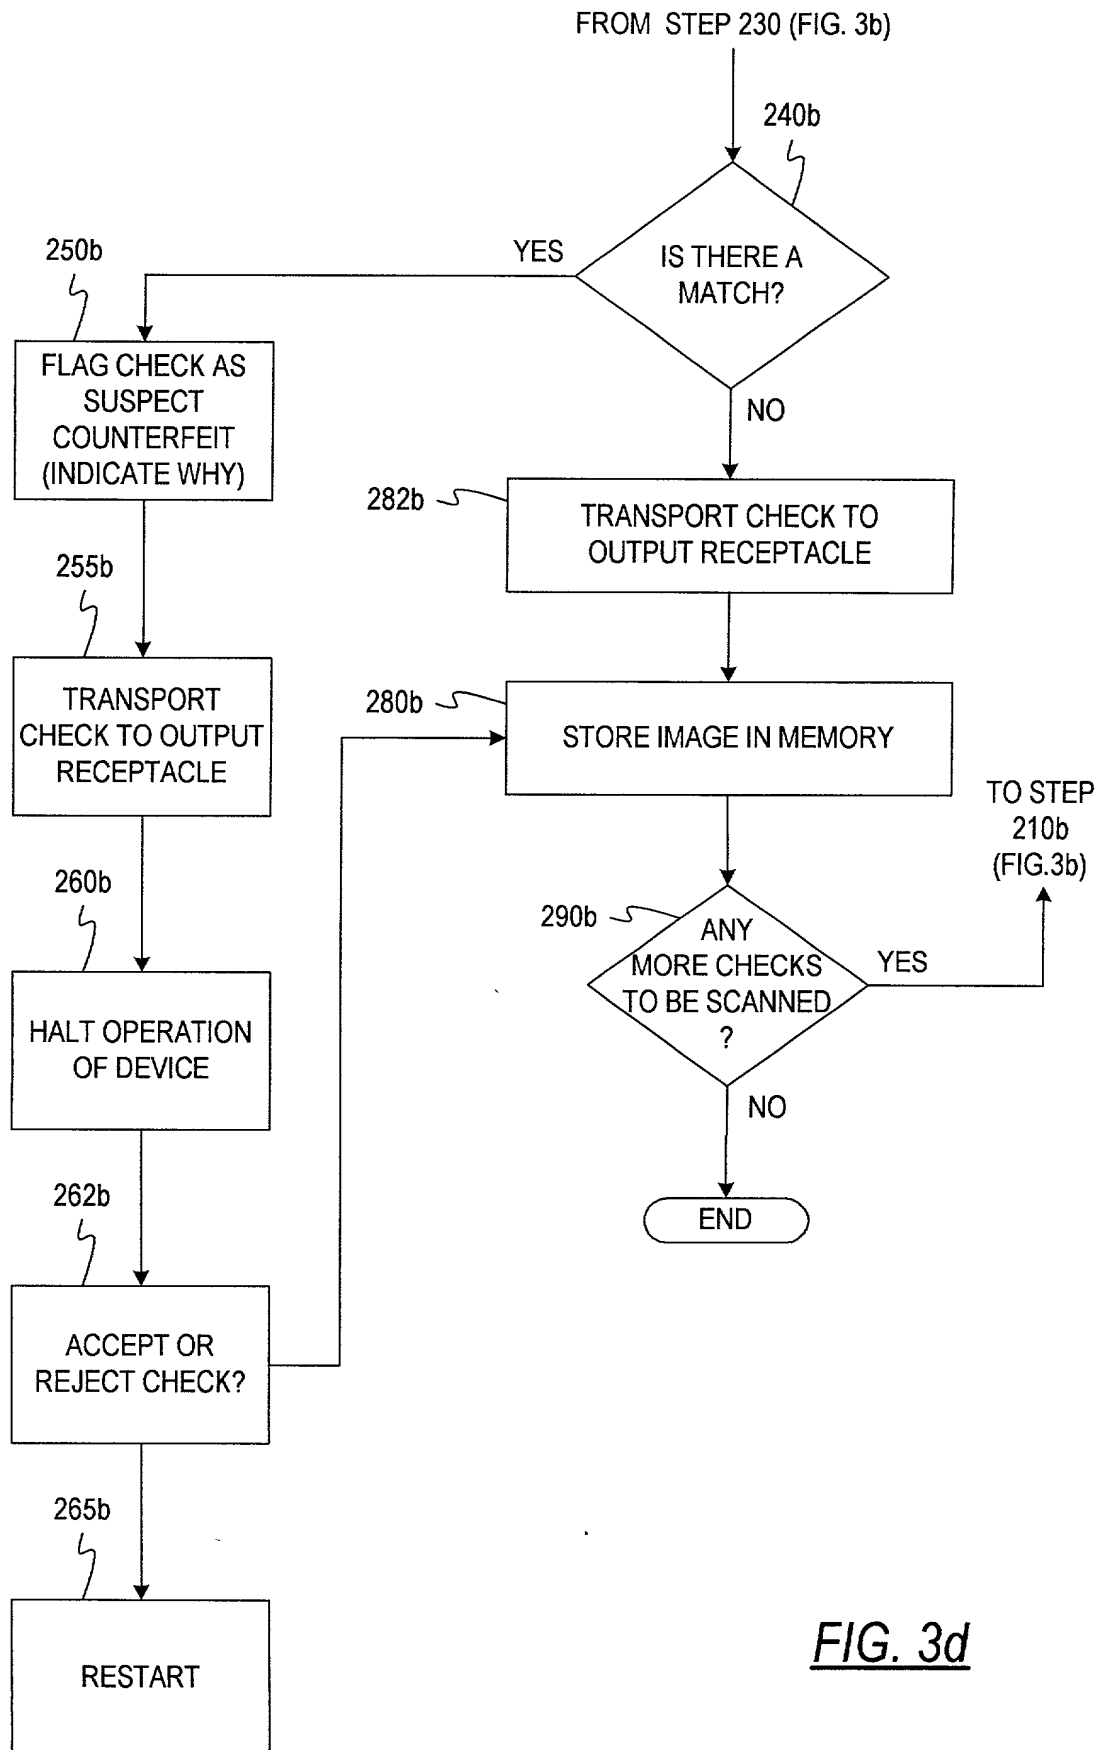 FROM STEP 230 (FIG. 3b)
240b
IS THERE A
MATCH?
YES
NO
250b
FLAG CHECK AS
SUSPECT
COUNTERFEIT
(INDICATE WHY)
255b
TRANSPORT
CHECK TO OUTPUT
RECEPTACLE
260b
HALT OPERATION
OF DEVICE
262b
ACCEPT OR
REJECT CHECK?
265b
RESTART
282b
TRANSPORT CHECK TO
OUTPUT RECEPTACLE
280b
STORE IMAGE IN MEMORY
290b
ANY
MORE CHECKS
TO BE SCANNED
?
YES
TO STEP
210b
(FIG.3b)
NO
END
FIG. 3d